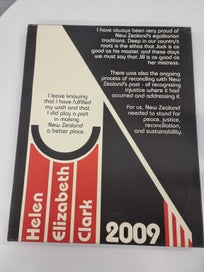 I have always been very proud of
New Zealand's egalitarian
traditions. Deep in our country's
roots is the ethos that Jack is as
good as his master, and these days
we must say that Jill is as good as
her mistress.
There was also the ongoing
process of reconciling with New
Zealand's past - of recognising
injustice where it had
occurred and addressing it.
For us, New Zealand
needed to stand for
peace, justice,
reconciliation,
and sustainability.
I leave knowing
that I have fulfilled
my wish and that
I did play a part
in making
New Zealand
a better place.
Helen
Elizabeth
Clark
2009